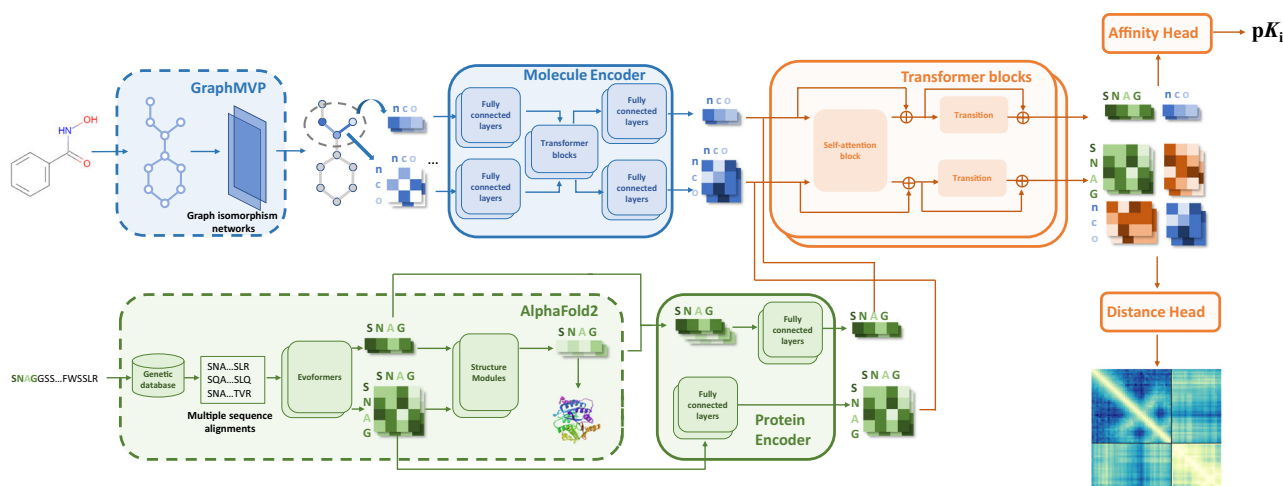 OH
HN
O
GraphMVP
Graph isomorphism
networks
n c o
n
c
o
...
Molecule Encoder
Fully
connected
layers
Fully
connected
layers
Transformer
blocks
Fully
connected
layers
Fully
connected
layers
n c o
n
c
o
Transformer blocks
Self-attention
block
Transition
Transition
Affinity Head
pKi
S N A G
n c o
S
N
A
G
n
c
o
Distance Head
SNAGGSS...FWSSLR
AlphaFold2
Genetic
database
SNA...SLR
SQA...SLQ
SNA...TVR
Multiple sequence
alignments
Evoformers
S N A G
S N A G
S
N
A
G
Structure
Modules
S N A G
Protein
Encoder
S N A G
Fully
connected
layers
Fully
connected
layers
S N A G
S N A G
S
N
A
G